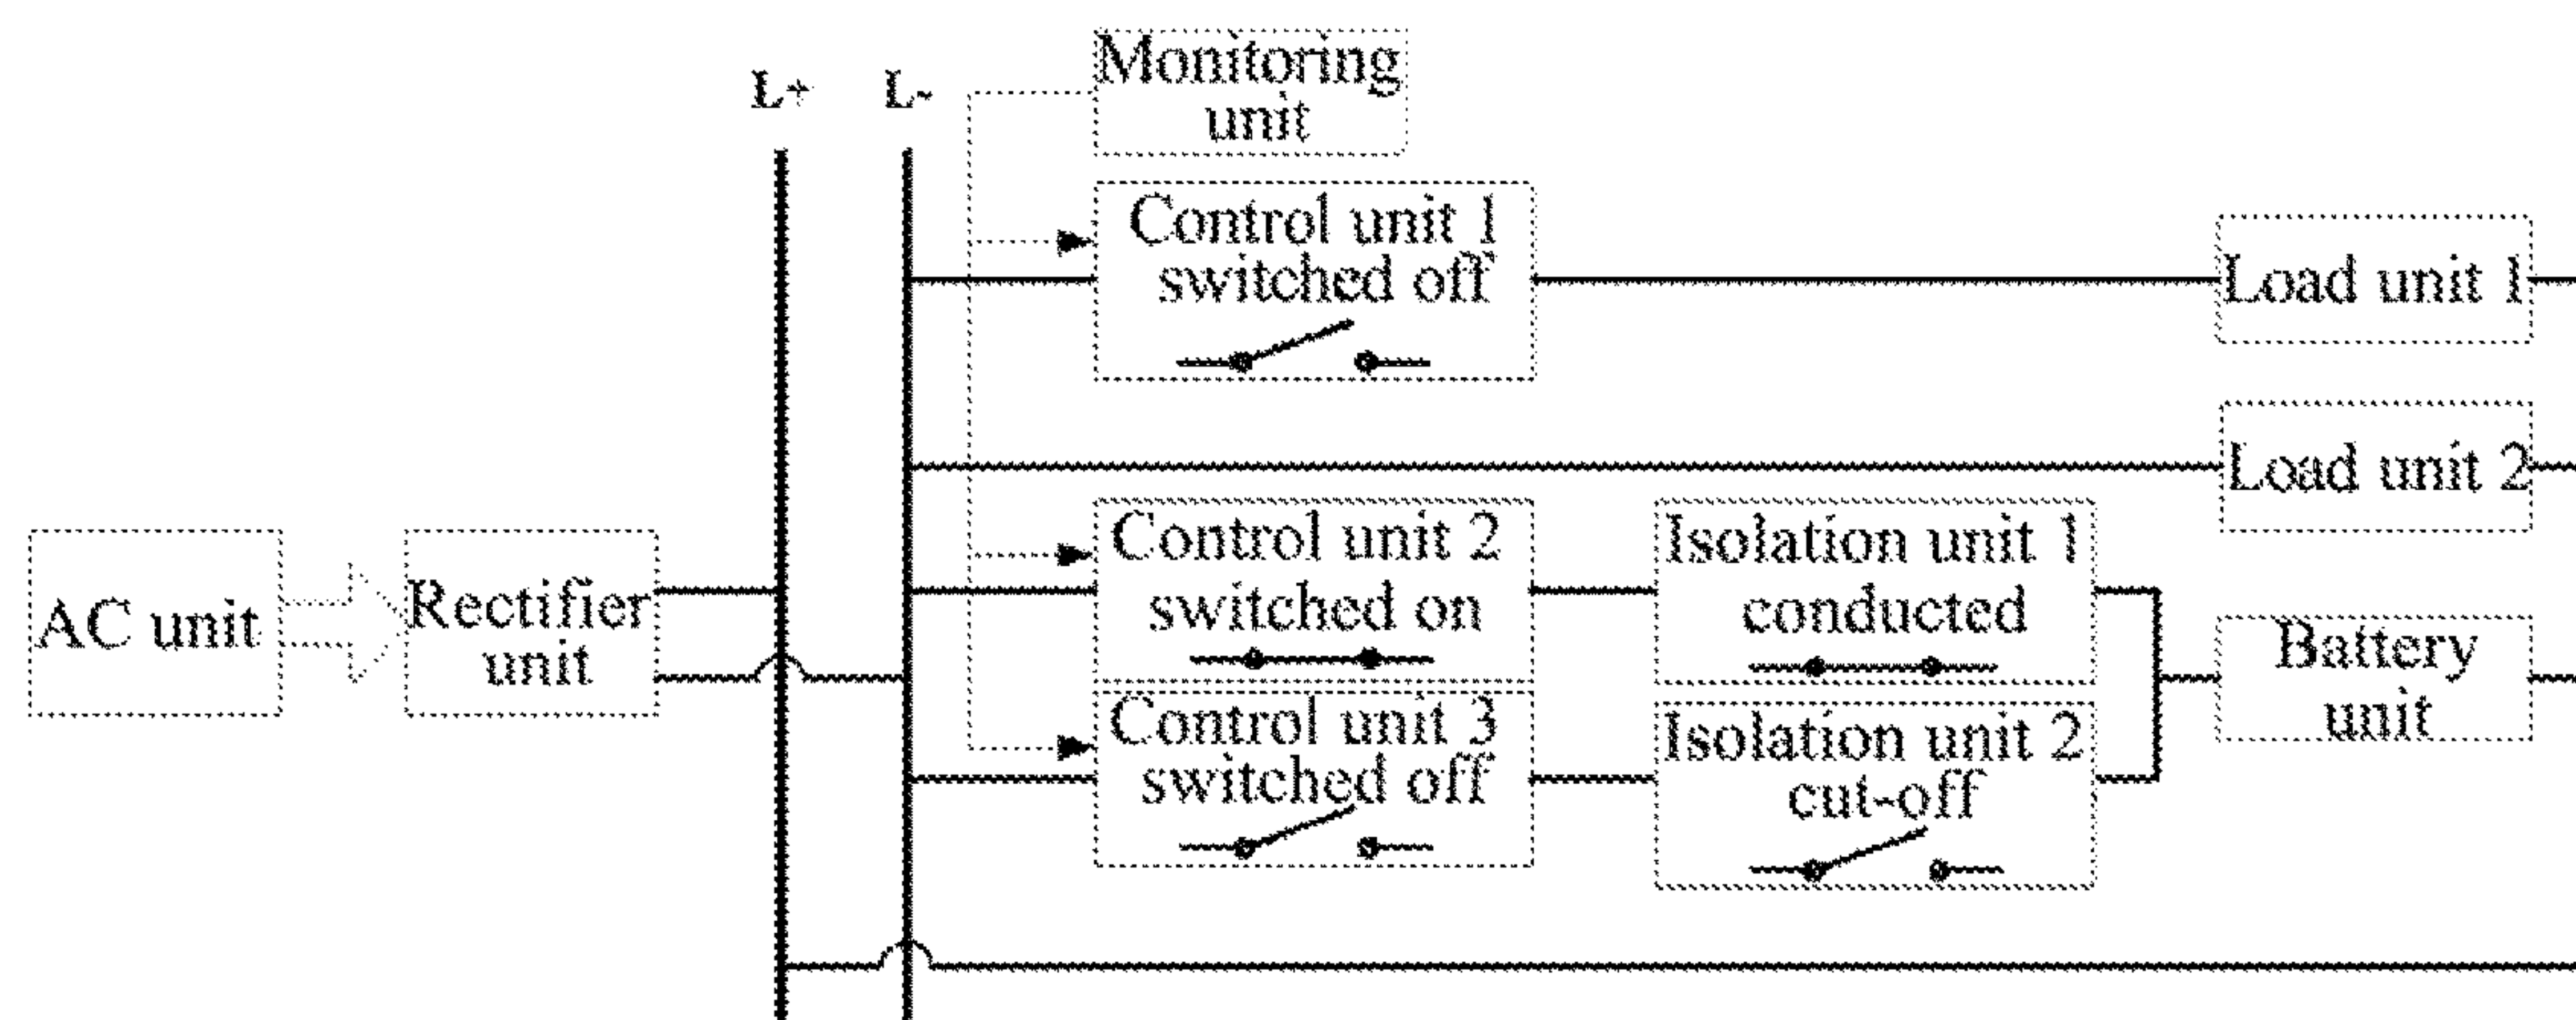 L+
L-
Monitoring
unit
Control unit 1
switched off
Load unit 1
Load unit 2
AC unit
Rectifier
unit
Control unit 2
switched on
Isolation unit 1
conducted
Battery
unit
Control unit 3
switched off
Isolation unit 2
cut-off